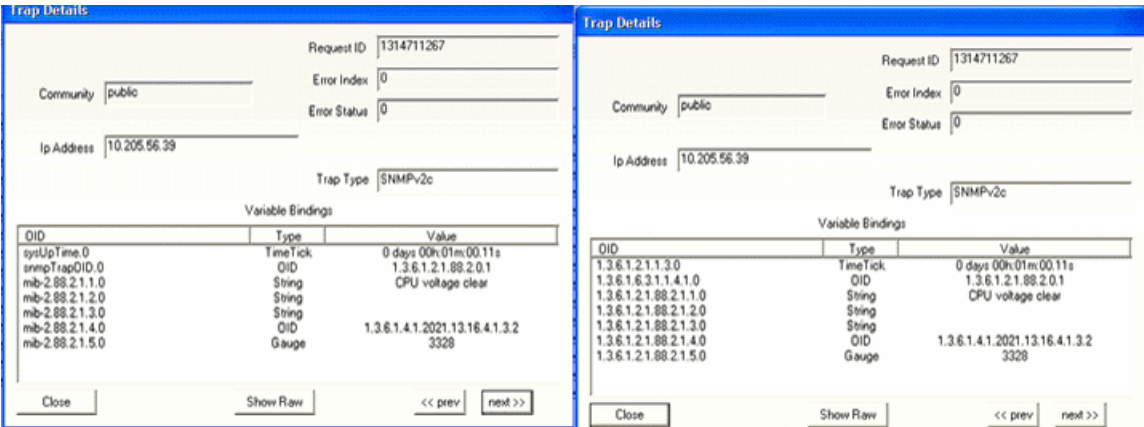 Trap Details
Request ID 1314711267
Error Index 0
Community public
Error Status 0
Ip Address 10.205.56.39
Trap Type SNMPv2c
Variable Bindings
OID Type Value
sysUpTime.0 TimeTick 0 days 00h:01m:00.11s
snmpTrapOID.0 OID 1.3.6.1.2.1.88.2.0.1
mib-2.88.2.1.1.0 String CPU voltage clear
mib-2.88.2.1.2.0 String
mib-2.88.2.1.3.0 String
mib-2.88.2.1.4.0 OID 1.3.6.1.4.1.2021.13.16.4.1.3.2
mib-2.88.2.1.5.0 Gauge 3328
Close Show Raw << prev next >>
Trap Details
Request ID 1314711267
Error Index 0
Community public
Error Status 0
Ip Address 10.205.56.39
Trap Type SNMPv2c
Variable Bindings
OID Type Value
1.3.6.1.2.1.1.3.0 TimeTick 0 days 00h:01m:00.11s
1.3.6.1.6.3.1.1.4.1.0 OID 1.3.6.1.2.1.88.2.0.1
1.3.6.1.2.1.88.2.1.1.0 String CPU voltage clear
1.3.6.1.2.1.88.2.1.2.0 String
1.3.6.1.2.1.88.2.1.3.0 String
1.3.6.1.2.1.88.2.1.4.0 OID 1.3.6.1.4.1.2021.13.16.4.1.3.2
1.3.6.1.2.1.88.2.1.5.0 Gauge 3328
Close Show Raw << prev next >>